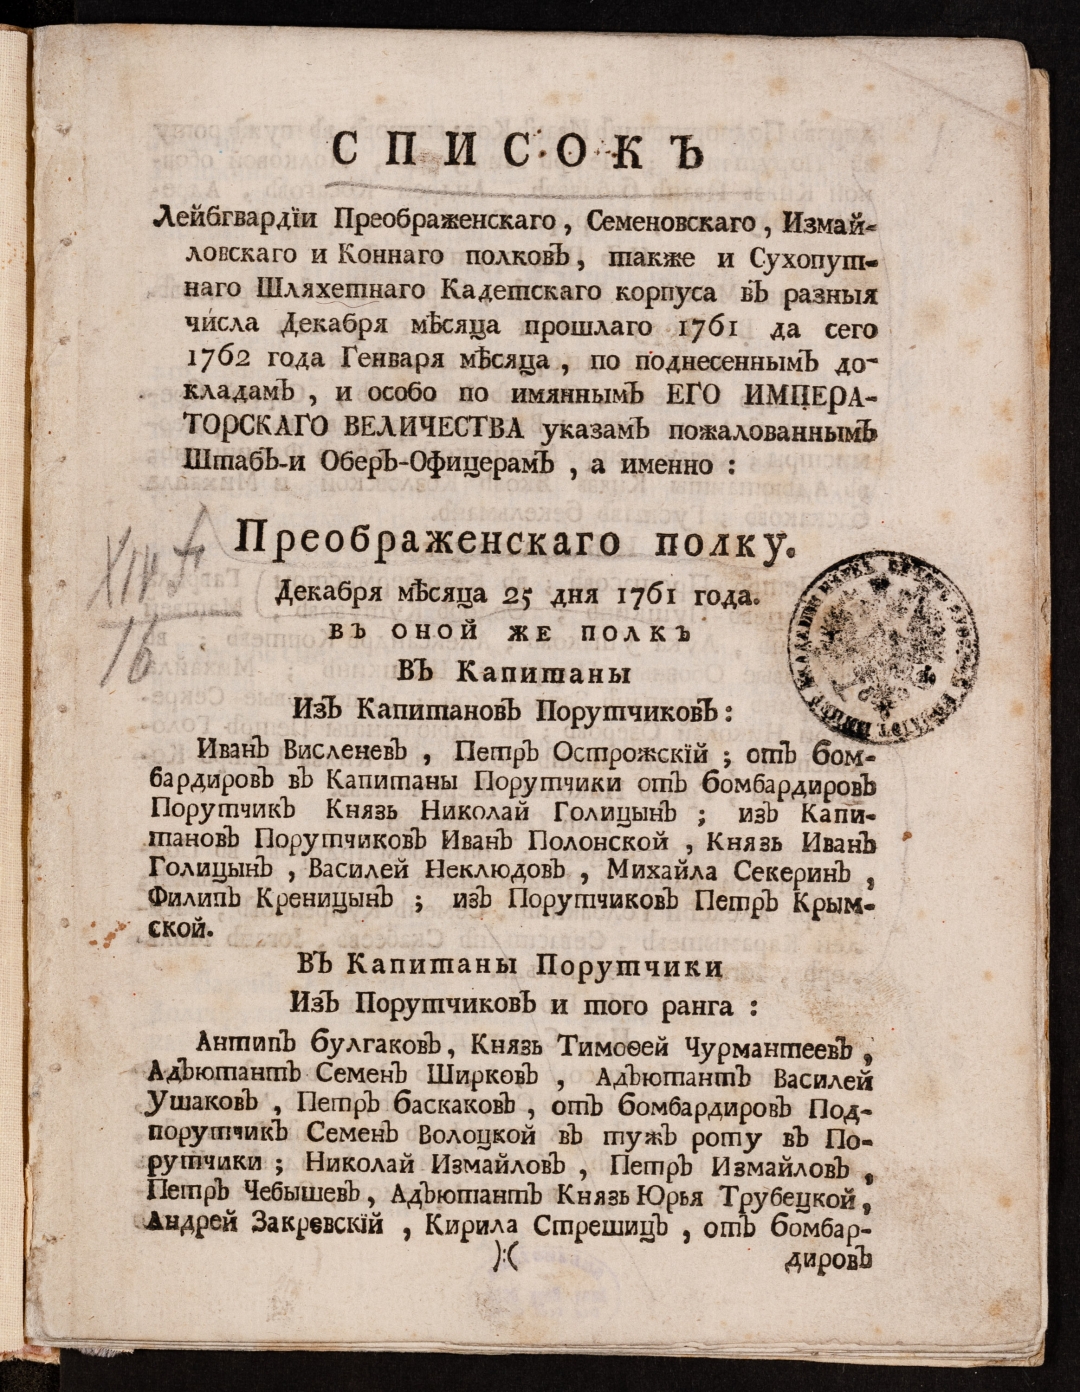 СПИСОКЪ
Лейбгвардїи Преображенскаго , Семеновскаго , Измай-
ловскаго и Коннаго полковъ , также и Сухопут-
наго Шляхетнаго Кадетскаго корпуса въ разныя
числа Декабря мѣсяца прошлаго 1761 да сего
1762 года Генваря мѣсяца , по поднесеннымъ до-
кладамъ , и особо по имяннымъ ЕГО ИМПЕРА-
ТОРСКАГО ВЕЛИЧЕСТВА указамъ пожалованнымъ
Штабъ-и Оберъ-Офицерамъ , а именно :
Преображенскаго полку.
Декабря мѣсяца 25 дня 1761 года.
въ оной же полкъ
Въ Капитаны
Изъ Капитановъ Порутчиковъ :
Иванъ Висленевъ , Петръ Острожскїй ; отъ бом-
бардировъ въ Капитаны Порутчики отъ бомбардировъ
Порутчикъ Князь Николай Голицынъ ; изъ Капи-
тановъ Порутчиковъ Иванъ Полонской , Князь Иванъ
Голицынъ , Василей Неклюдовъ , Михайла Секеринъ ,
Филипъ Креницынъ ; изъ Порутчиковъ Петръ Крым-
ской.
Въ Капитаны Порутчики
Изъ Порутчиковъ и того ранга :
Антипъ булгаковъ , Князь Тимоѳей Чурмантеевъ ,
Адъютантъ Семенъ Ширковъ , Адъютантъ Василей
Ушаковъ , Петръ баскаковъ , отъ бомбардировъ Под-
порутчикъ Семенъ Волоцкой въ тужъ роту въ По-
рутчики ; Николай Измайловъ , Петръ Измайловъ ,
Петръ Чебышевъ , Адъютантъ Князь Юрья Трубецкой ,
Андрей Закревскїй , Кирила Стрешицъ , отъ бомбар-
):(
дировъ
XIV
16